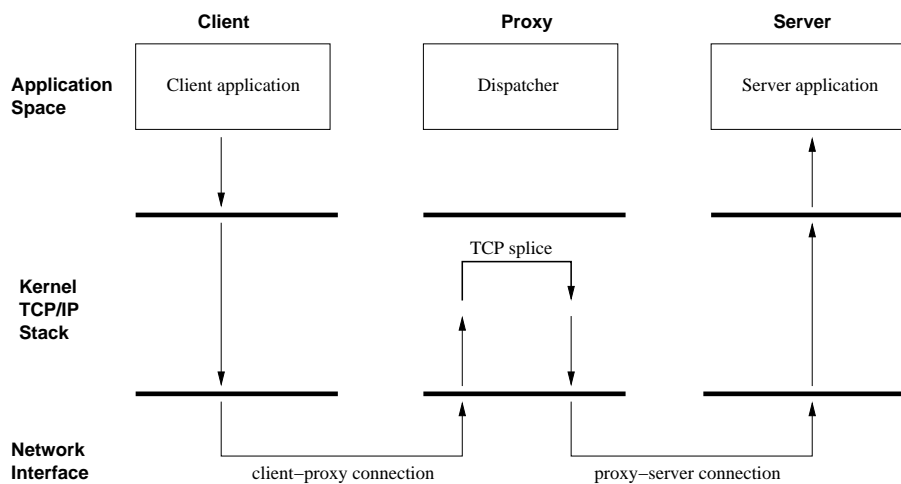 Client
Proxy
Server
Application
Space
Client application
Dispatcher
Server application
TCP splice
Kernel
TCP/IP
Stack
Network
Interface
client−proxy connection
proxy−server connection